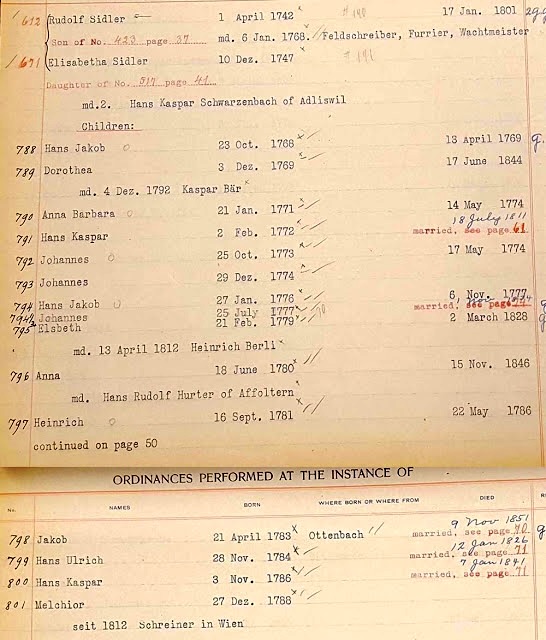 612 Rudolf Sidler 1 April 1742 17 Jan. 1801
Son of No. 423 page 37 md. 6 Jan. 1768. Feldschreiber, Furrier, Wachtmeister
671 Elisabetha Sidler 10 Dez. 1747
Daughter of No. 517 page 41
md.2. Hans Kaspar Schwarzenbach of Adliswil
Children:
788 Hans Jakob 23 Oct. 1768 13 April 1769
789 Dorothea 3 Dez. 1769 17 June 1844
md. 4 Dez. 1792 Kaspar Bär
790 Anna Barbara 21 Jan. 1771 14 May 1774
18 July 1811
791 Hans Kaspar 2 Feb. 1772 married, see page 61
792 Johannes 25 Oct. 1773 17 May 1774
793 Johannes 29 Dez. 1774
794 Hans Jakob 27 Jan. 1776 6 Nov. 1777
794½ Johannes 25 July 1777 married, see page
795 Elsbeth 21 Feb. 1779 2 March 1828
md. 13 April 1812 Heinrich Berli
796 Anna 18 June 1780 15 Nov. 1846
md. Hans Rudolf Hurter of Affoltern
797 Heinrich 16 Sept. 1781 22 May 1786
continued on page 50
ORDINANCES PERFORMED AT THE INSTANCE OF
No. NAMES BORN WHERE BORN OR WHERE FROM DIED
9 Nov 1851
798 Jakob 21 April 1783 Ottenbach married, see page 70
12 Jan 1826
799 Hans Ulrich 28 Nov. 1784 married, see page 71
7 Jan 1841
800 Hans Kaspar 3 Nov. 1786 married, see page 71
801 Melchior 27 Dez. 1788
seit 1812 Schreiner in Wien